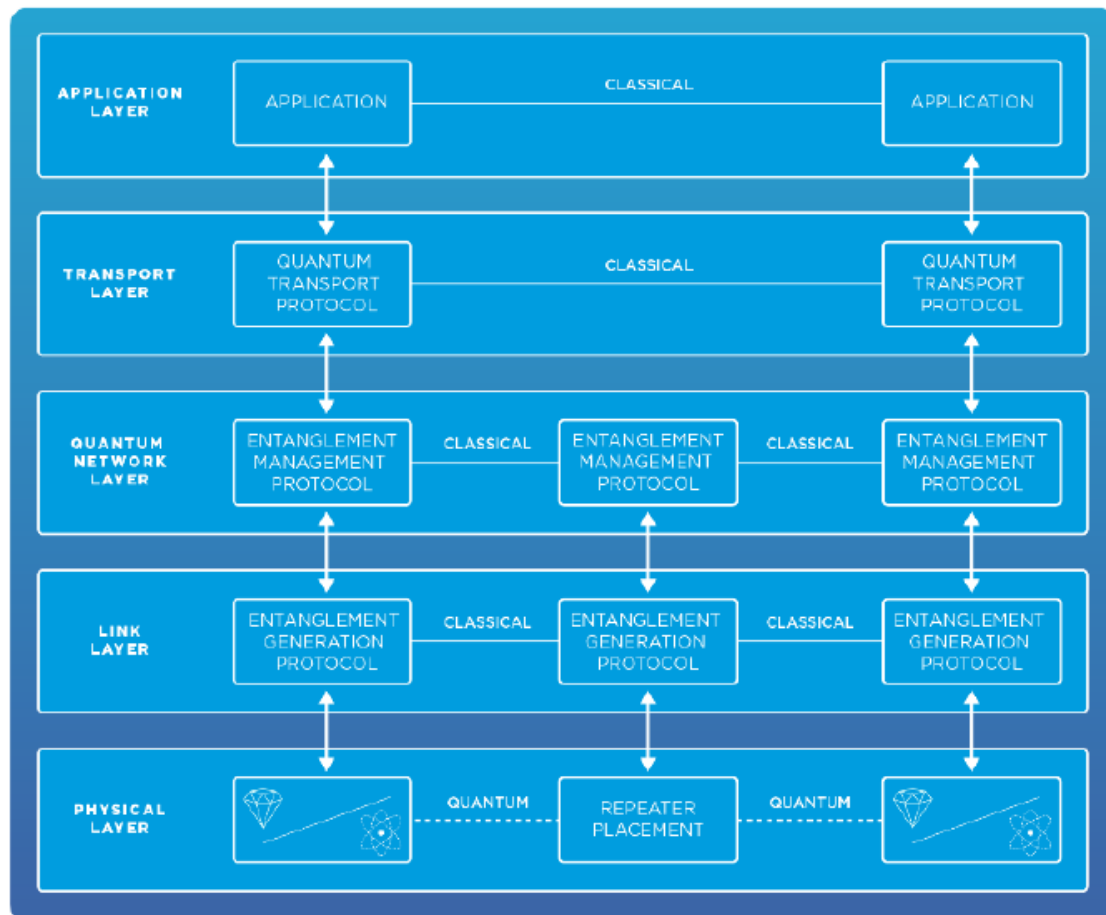 APPLICATION
LAYER
APPLICATION
CLASSICAL
APPLICATION
TRANSPORT
LAYER
QUANTUM
TRANSPORT
PROTOCOL
CLASSICAL
QUANTUM
TRANSPORT
PROTOCOL
QUANTUM
NETWORK
LAYER
ENTANGLEMENT
MANAGEMENT
PROTOCOL
CLASSICAL
ENTANGLEMENT
MANAGEMENT
PROTOCOL
CLASSICAL
ENTANGLEMENT
MANAGEMENT
PROTOCOL
LINK
LAYER
ENTANGLEMENT
GENERATION
PROTOCOL
CLASSICAL
ENTANGLEMENT
GENERATION
PROTOCOL
CLASSICAL
ENTANGLEMENT
GENERATION
PROTOCOL
PHYSICAL
LAYER
QUANTUM
REPEATER
PLACEMENT
QUANTUM